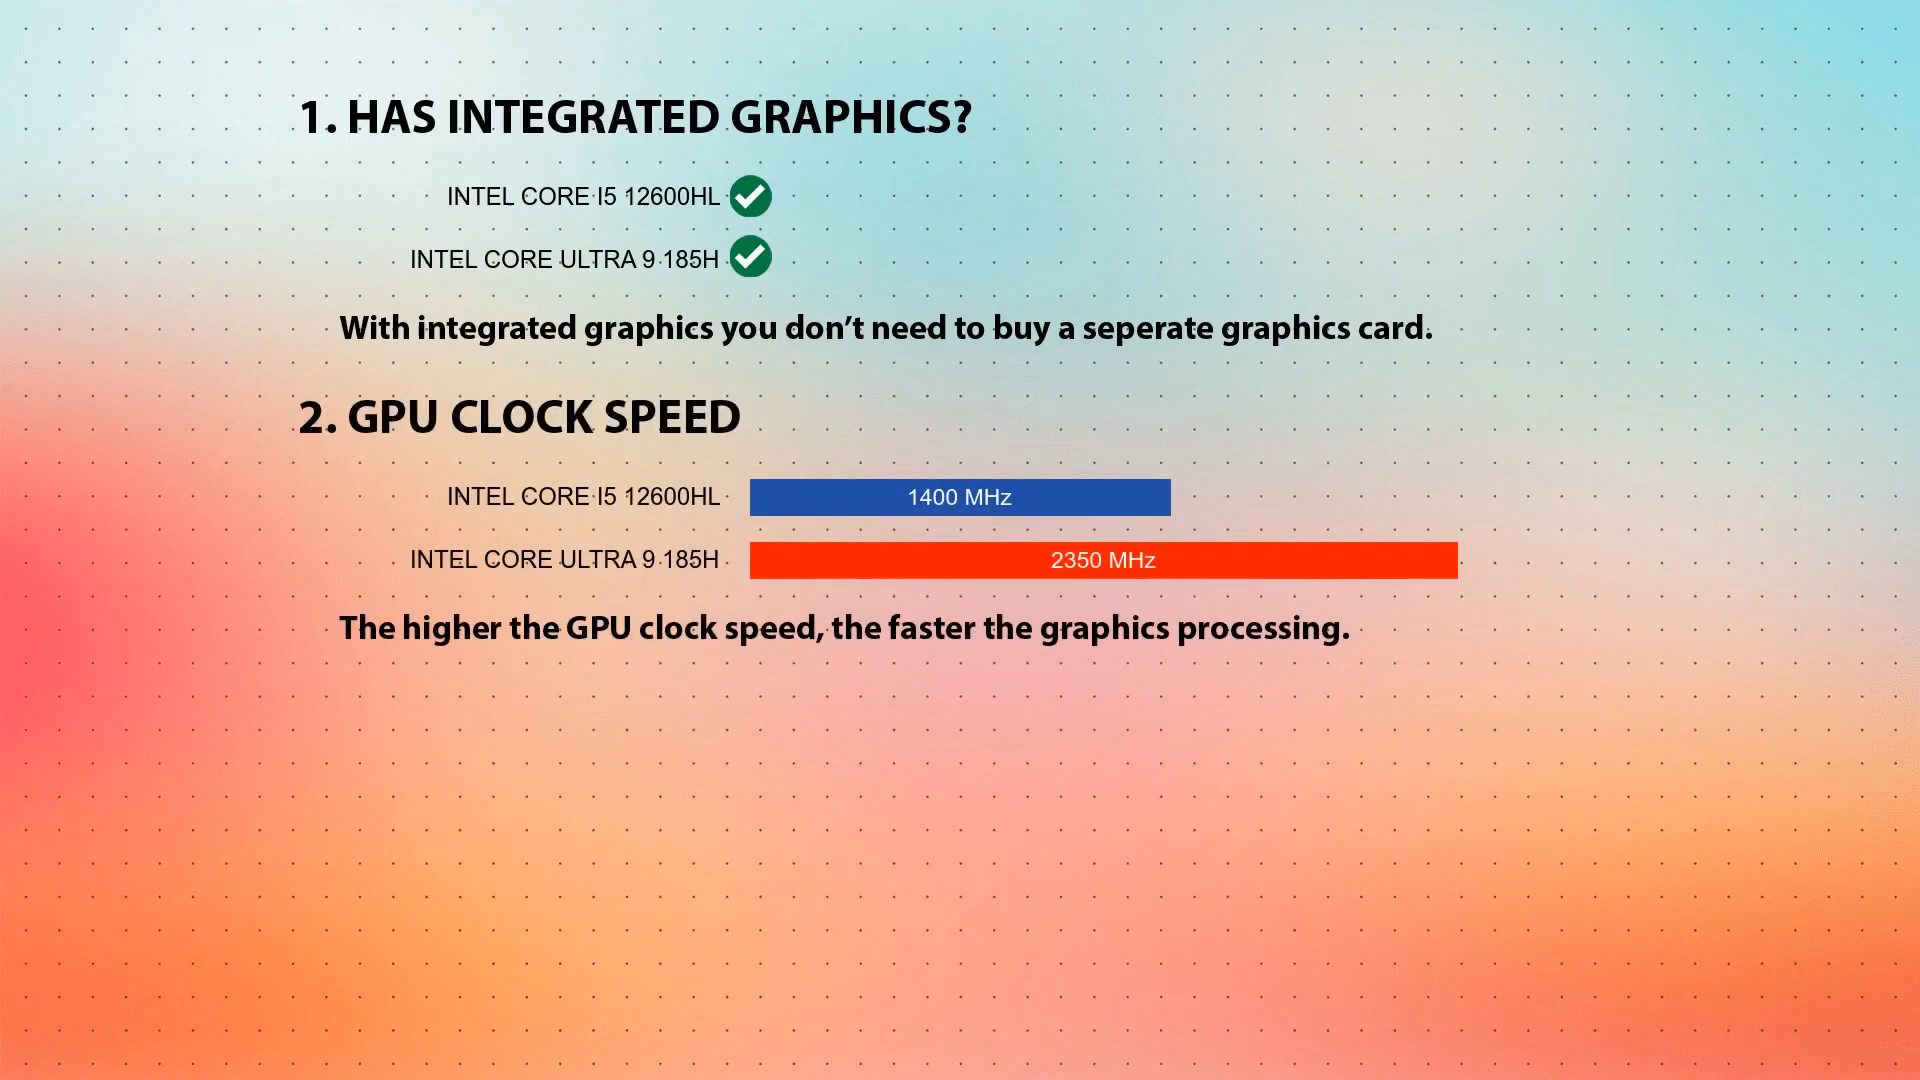 1. HAS INTEGRATED GRAPHICS?
INTEL CORE I5 12600HL
INTEL CORE ULTRA 9 185H
With integrated graphics you don’t need to buy a seperate graphics card.
2. GPU CLOCK SPEED
INTEL CORE I5 12600HL 1400 MHz
INTEL CORE ULTRA 9 185H 2350 MHz
The higher the GPU clock speed, the faster the graphics processing.